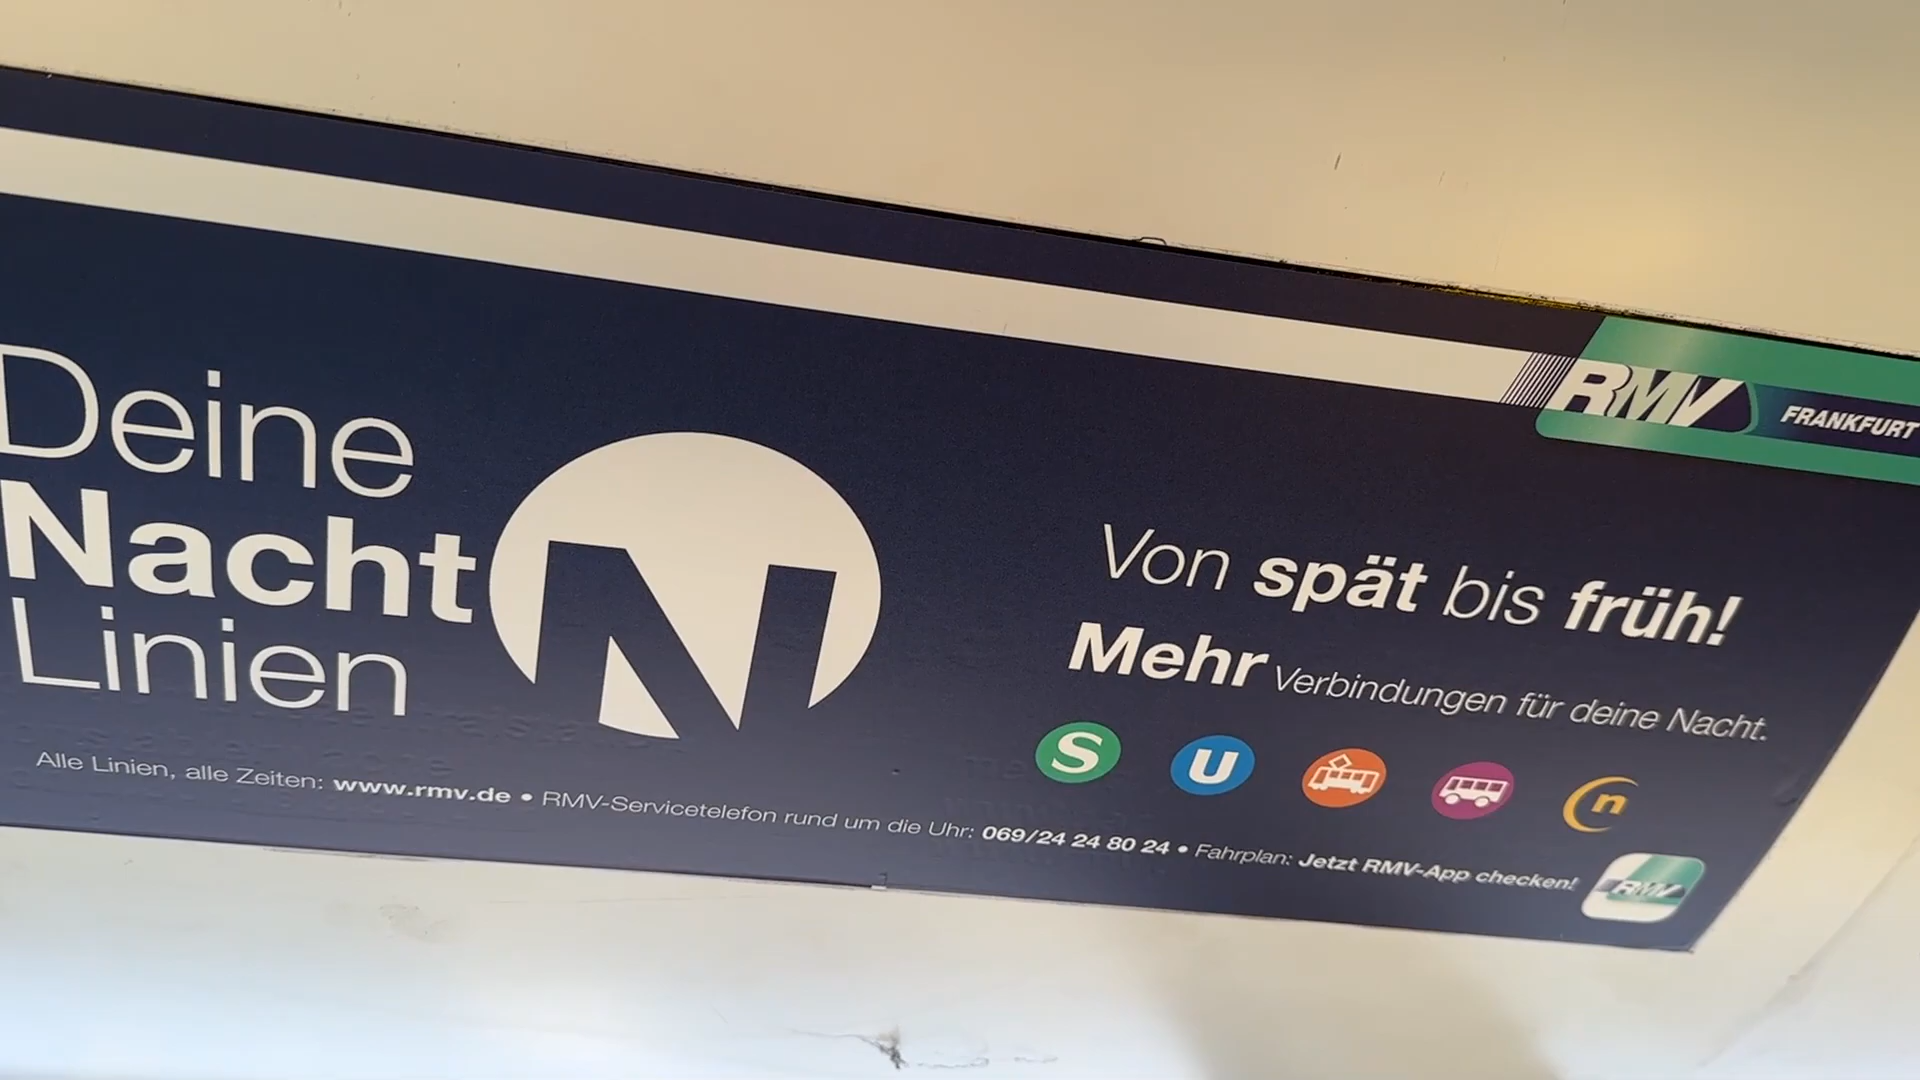 RMV FRANKFURT
Deine
Nacht
Linien
N
Von spät bis früh!
Mehr Verbindungen für deine Nacht.
S U n
Alle Linien, alle Zeiten: www.rmv.de • RMV-Servicetelefon rund um die Uhr: 069/24 24 80 24 • Fahrplan: Jetzt RMV-App checken!
RMV